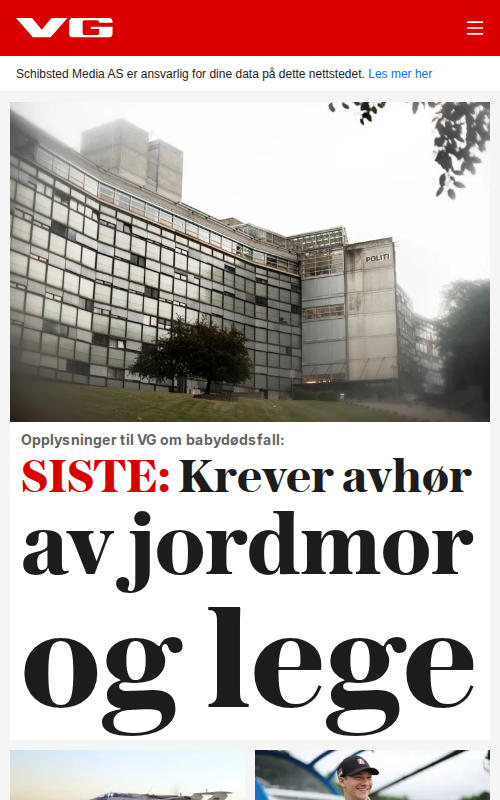 VG
Schibsted Media AS er ansvarlig for dine data på dette nettstedet. Les mer her
POLITI
Opplysninger til VG om babydødsfall:
SISTE: Krever avhør
av jordmor
og lege